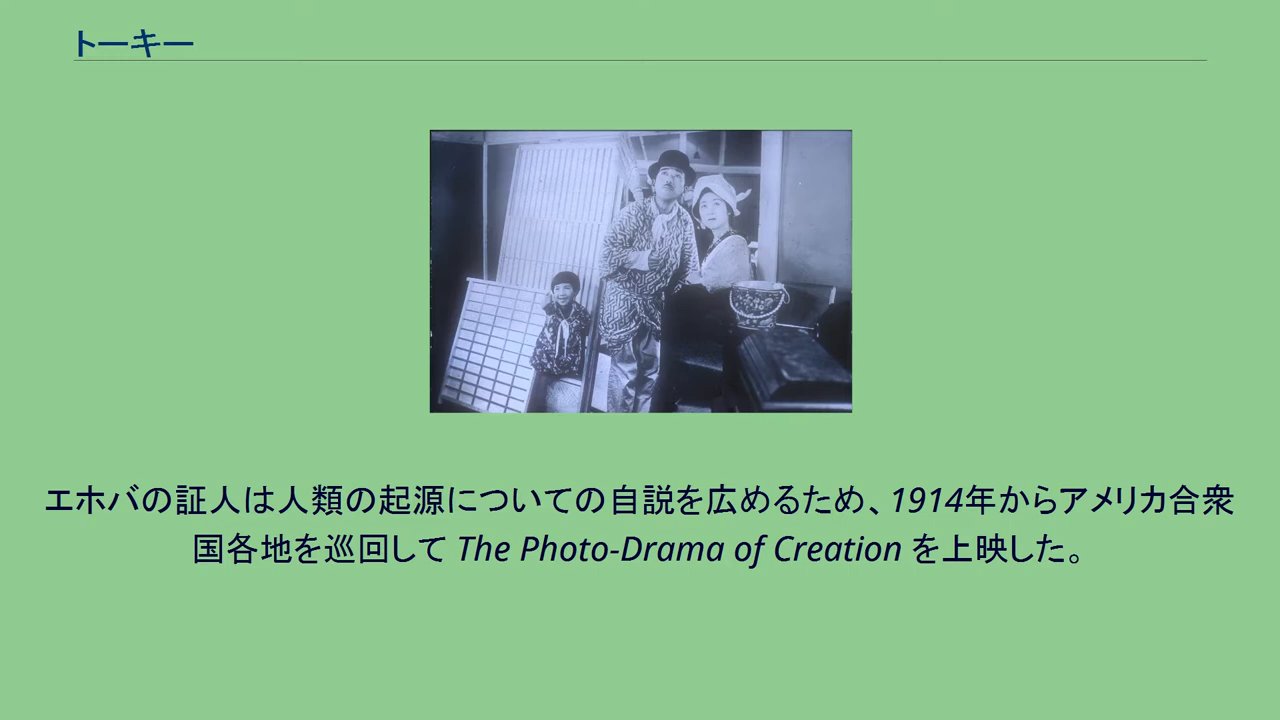 トーキー
エホバの証人は人類の起源についての自説を広めるため、1914年からアメリカ合衆
国各地を巡回して The Photo-Drama of Creation を上映した。